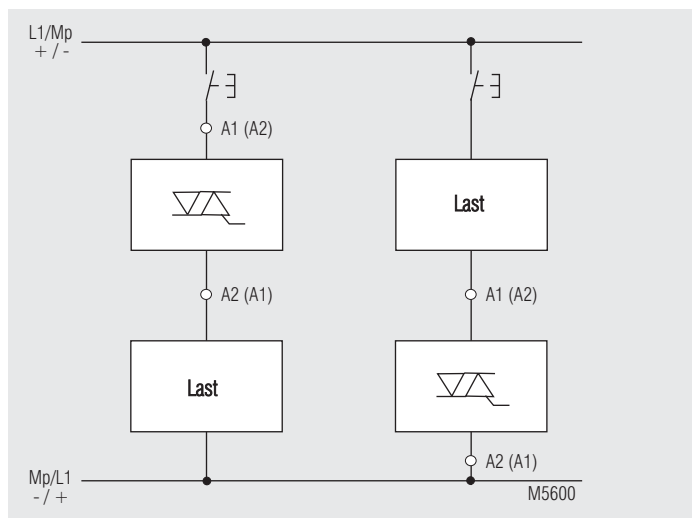 L1/Mp
+ / -
A1 (A2)
Last
A2 (A1)
A1 (A2)
Last
A2 (A1)
Mp/L1
- / +
M5600